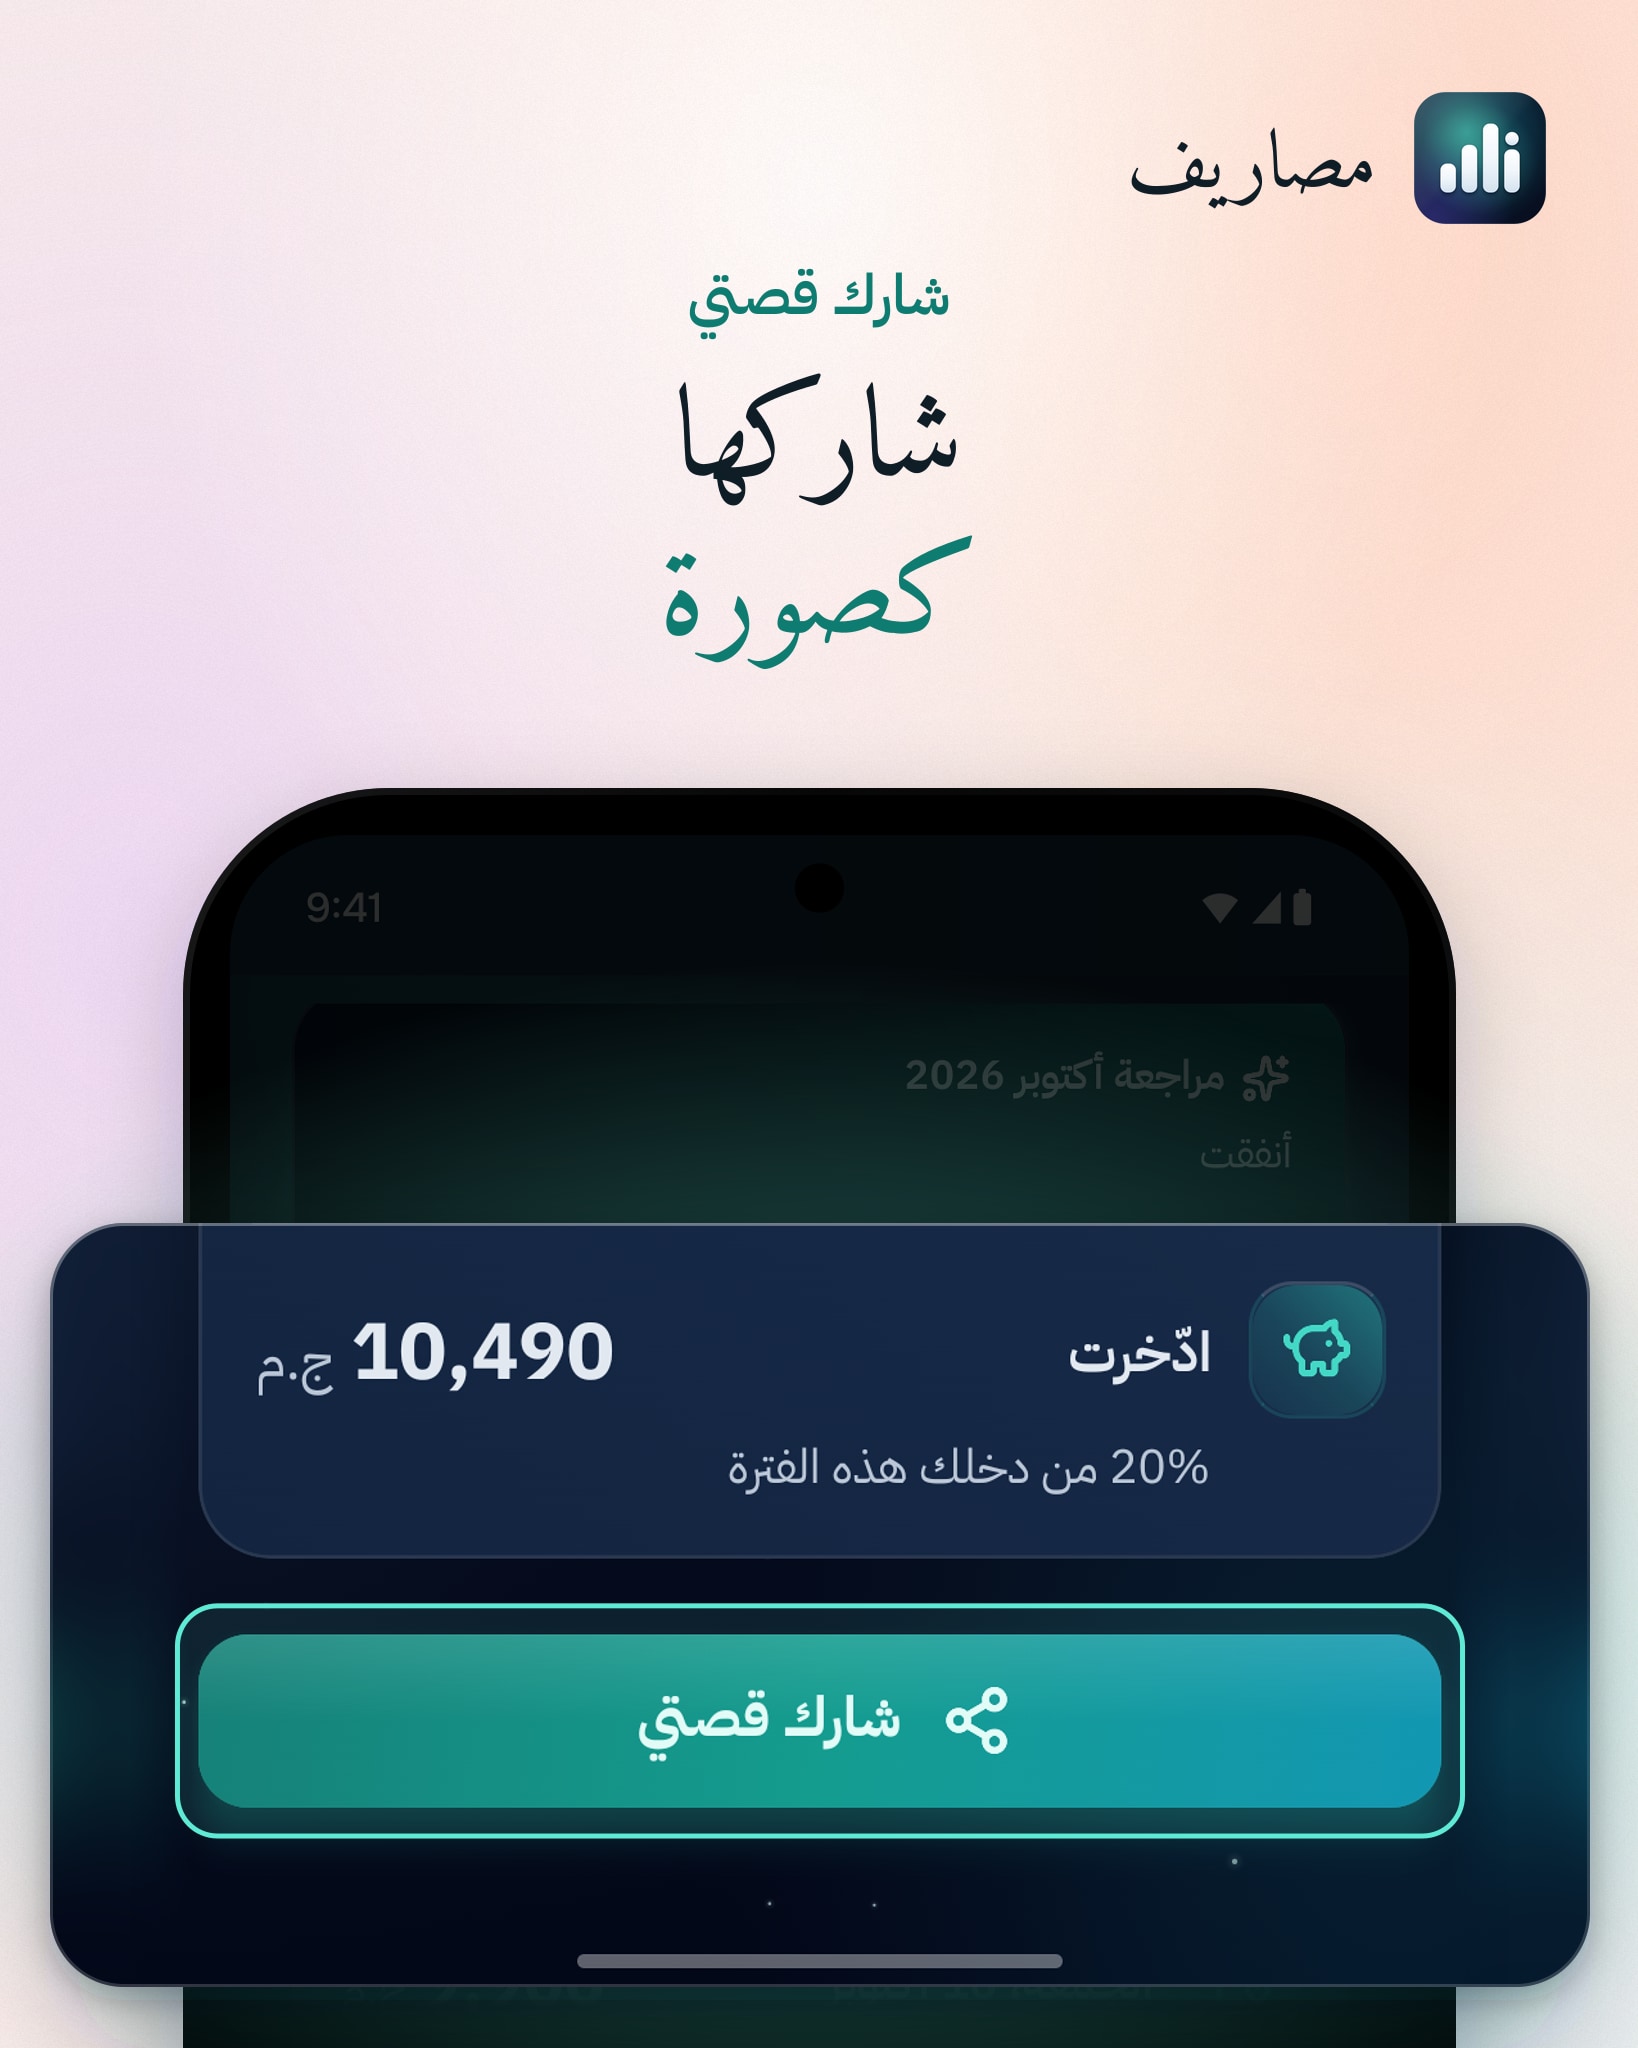 مصاريف
شارك قصتي
شاركها
كصورة
9:41
مراجعة أكتوبر 2026
أنفقت
ادّخرت
10,490 ج.م
20% من دخلك هذه الفترة
شارك قصتي